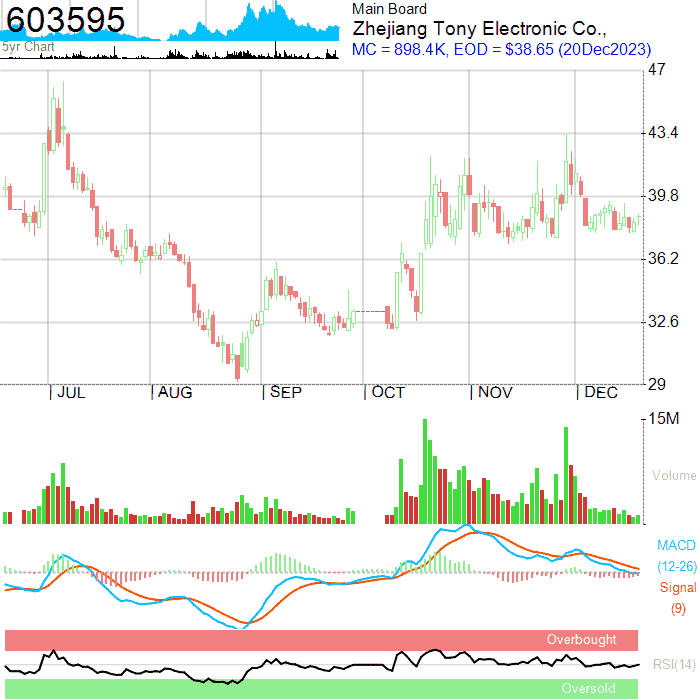 603595
5yr Chart
Main Board
Zhejiang Tony Electronic Co.,
MC = 898.4K, EOD = $38.65 (20Dec2023)
47
43.4
39.8
36.2
32.6
29
JUL AUG SEP OCT NOV DEC
15M
Volume
MACD
(12-26)
Signal
(9)
Overbought
RSI(14)
Oversold